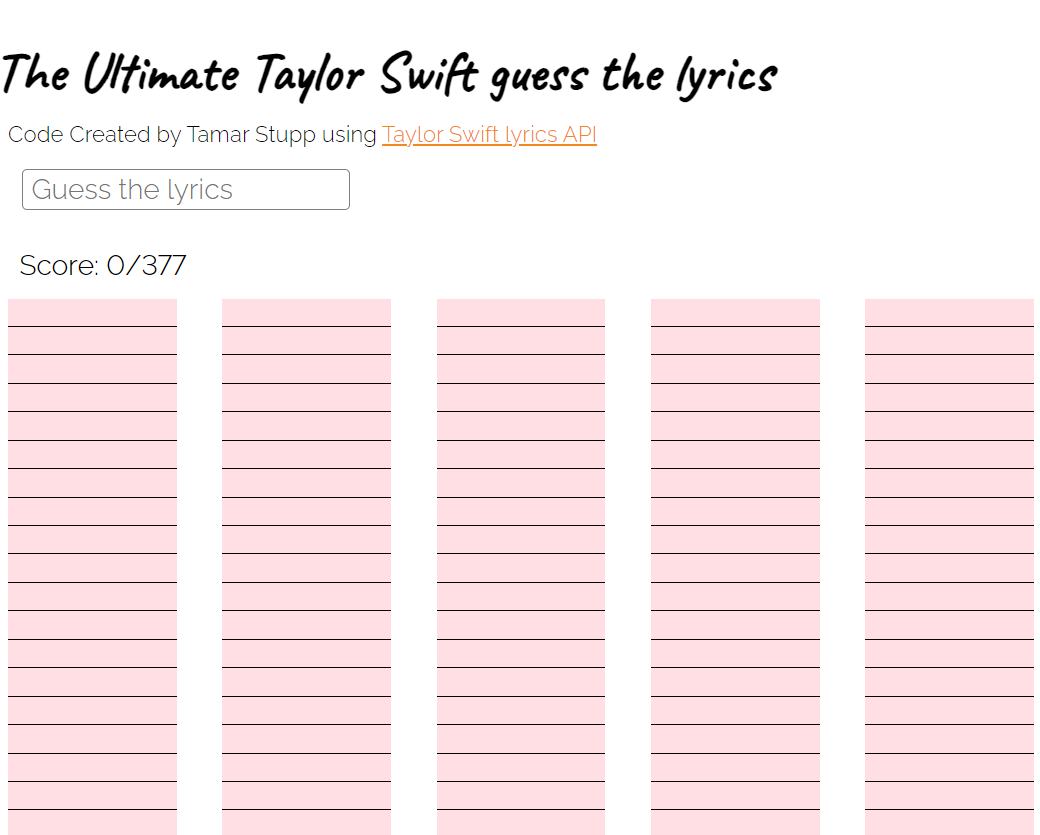 The Ultimate Taylor Swift guess the lyrics
Code Created by Tamar Stupp using Taylor Swift lyrics API
Guess the lyrics
Score: 0/377